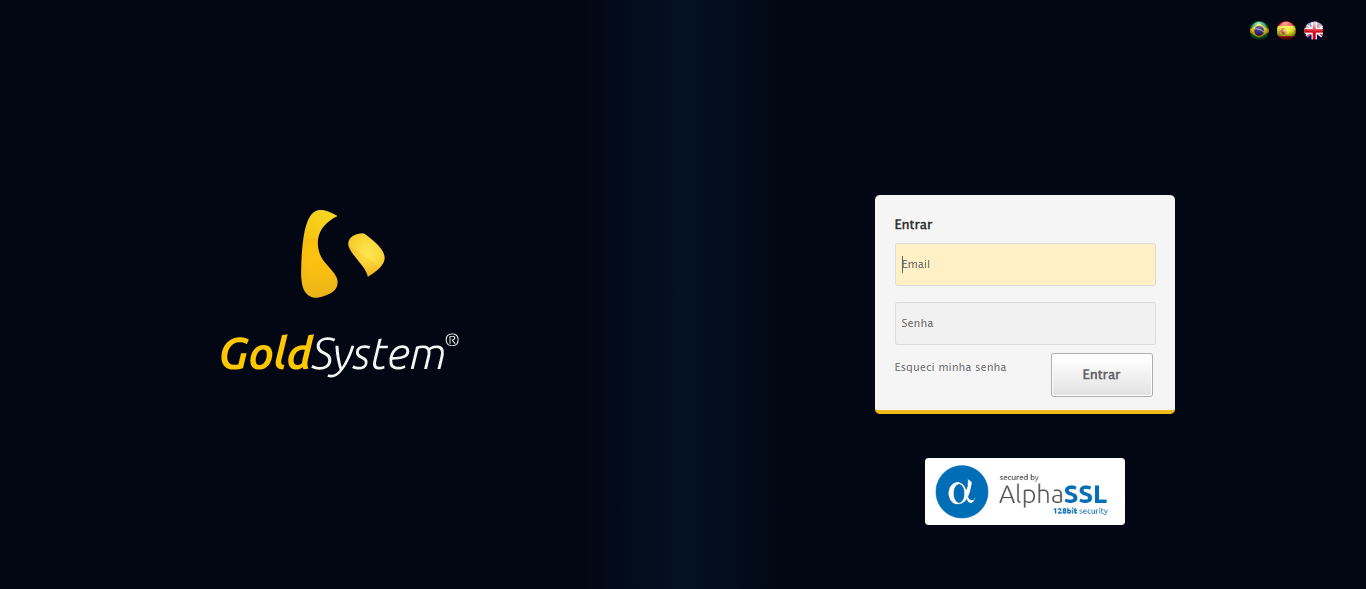 GoldSystem®
Entrar
Email
Senha
Esqueci minha senha
Entrar
α
secured by
AlphaSSL
128bit security